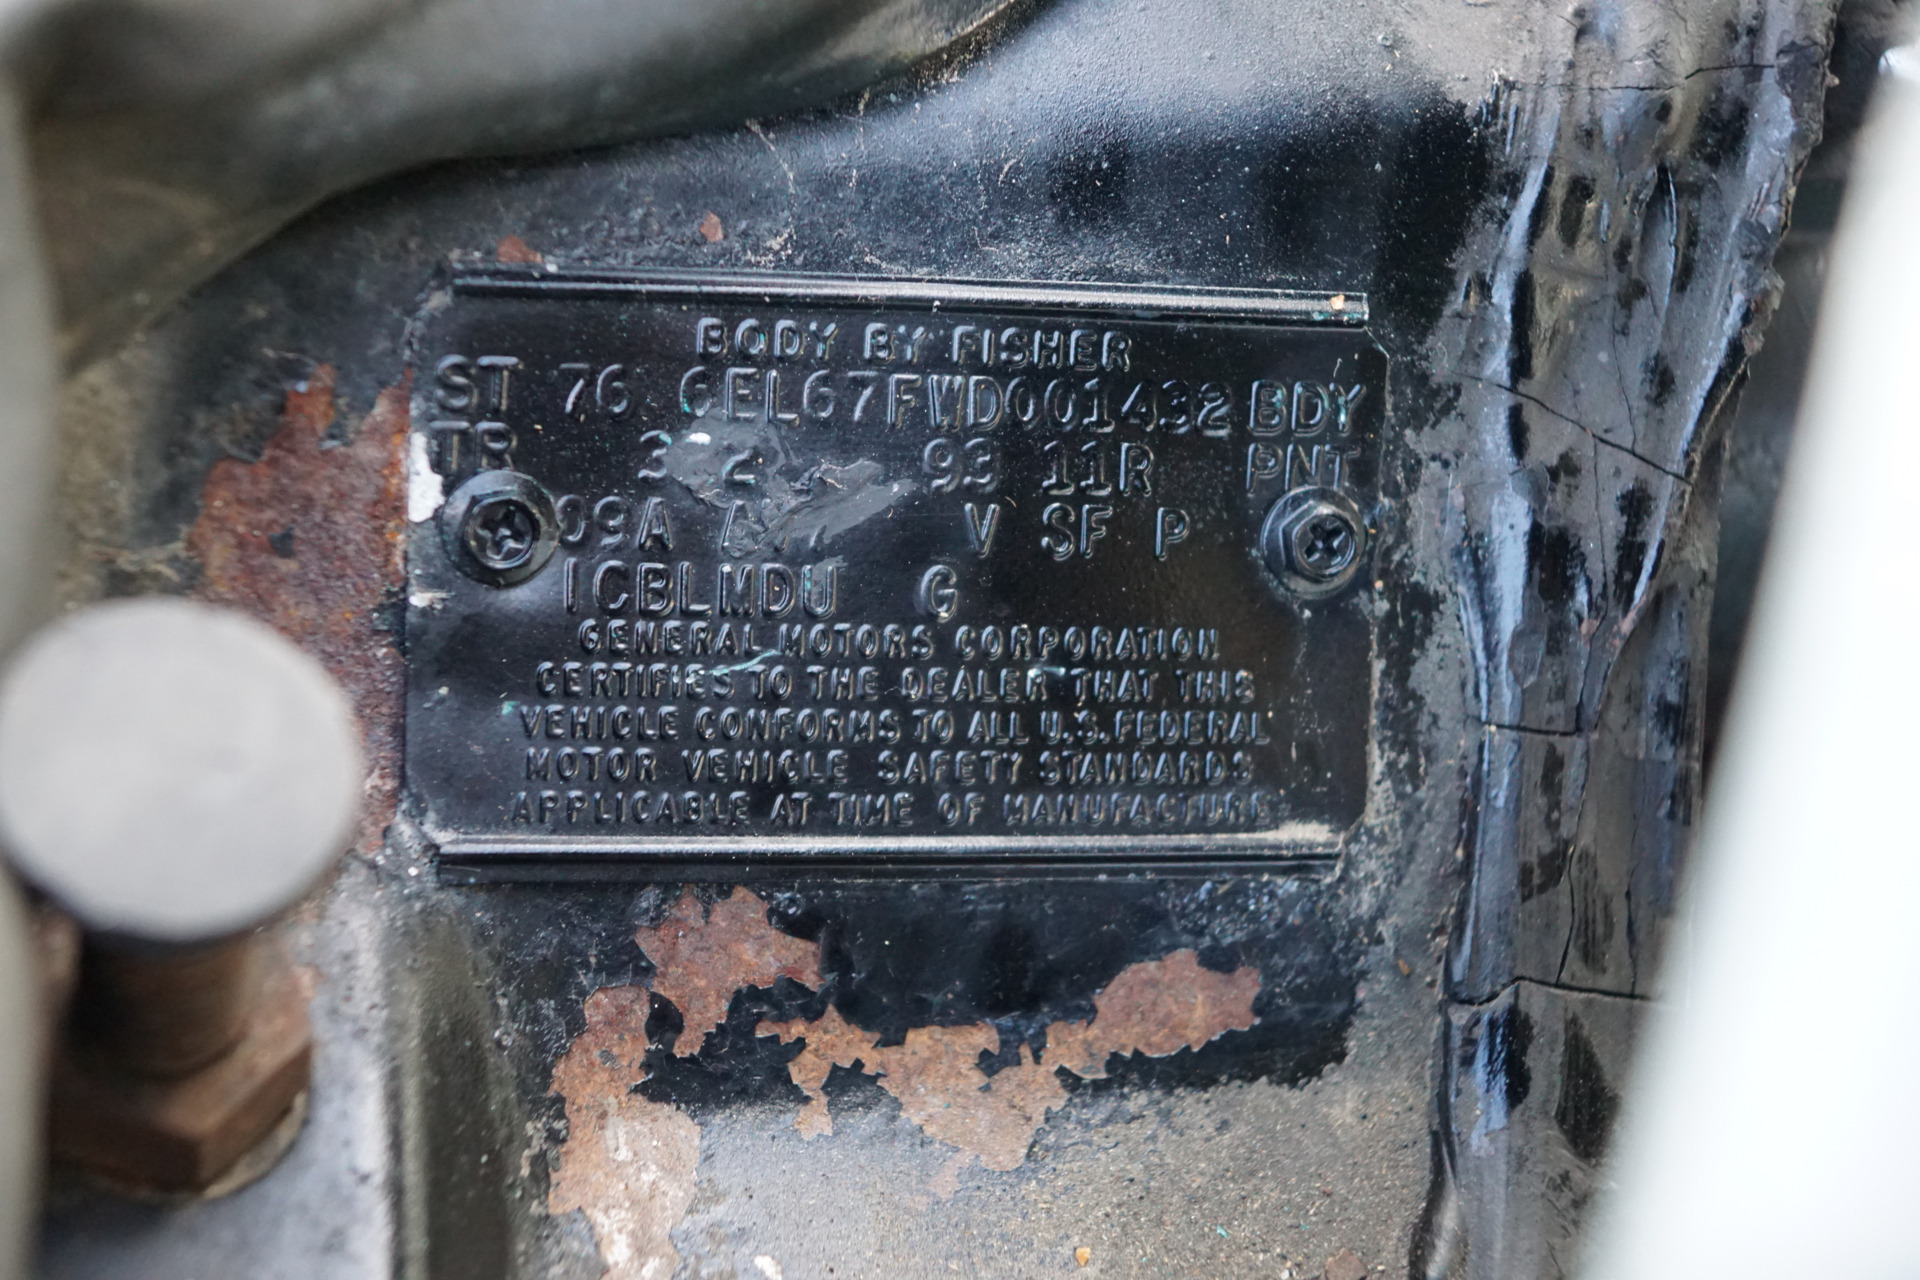 BODY BY FISHER
ST 76 6EL67FWD001432 BDY
TR 3 2 93 11R PNT
09A V SF P
ICBLMDU G
GENERAL MOTORS CORPORATION
CERTIFIES TO THE DEALER THAT THIS
VEHICLE CONFORMS TO ALL U.S. FEDERAL
MOTOR VEHICLE SAFETY STANDARDS
APPLICABLE AT TIME OF MANUFACTURE